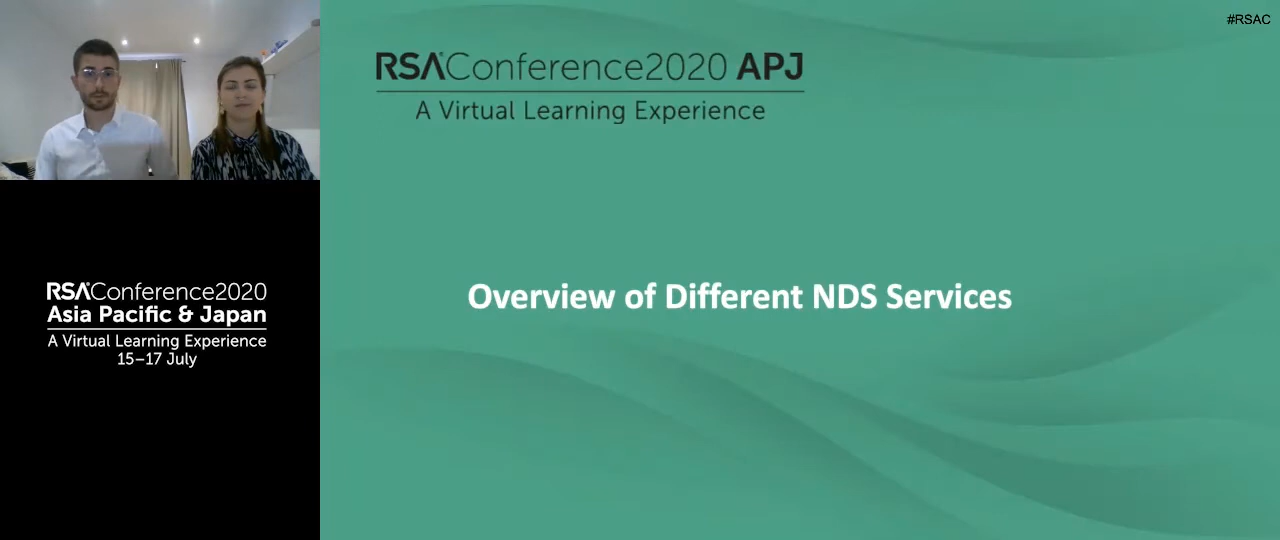 #RSAC
RSAConference2020 APJ
A Virtual Learning Experience
Overview of Different NDS Services
RSAConference2020
Asia Pacific & Japan
A Virtual Learning Experience
15–17 July